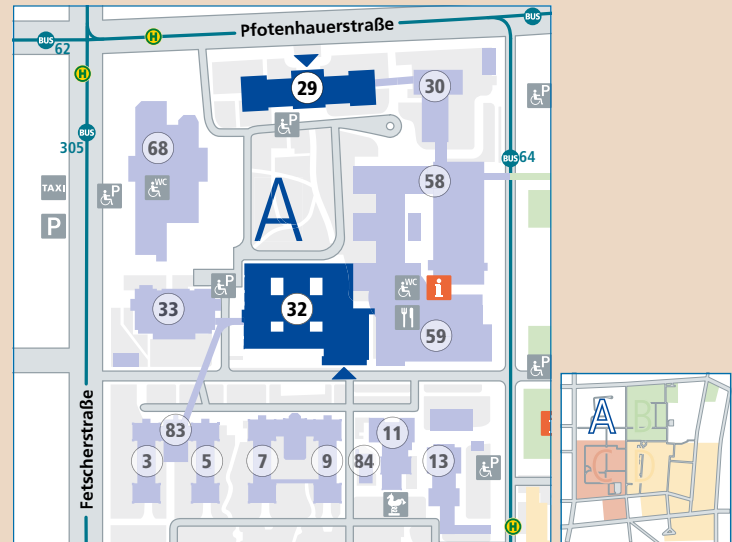 Pfotenhauerstraße
BUS
62
H
BUS
H
29
30
P
P
BUS
305
68
WC
P
TAXI
P
58
BUS
64
A
P
WC
i
33
32
59
P
Fetscherstraße
83
11
3
5
7
9
84
13
P
H
A
B
C
D